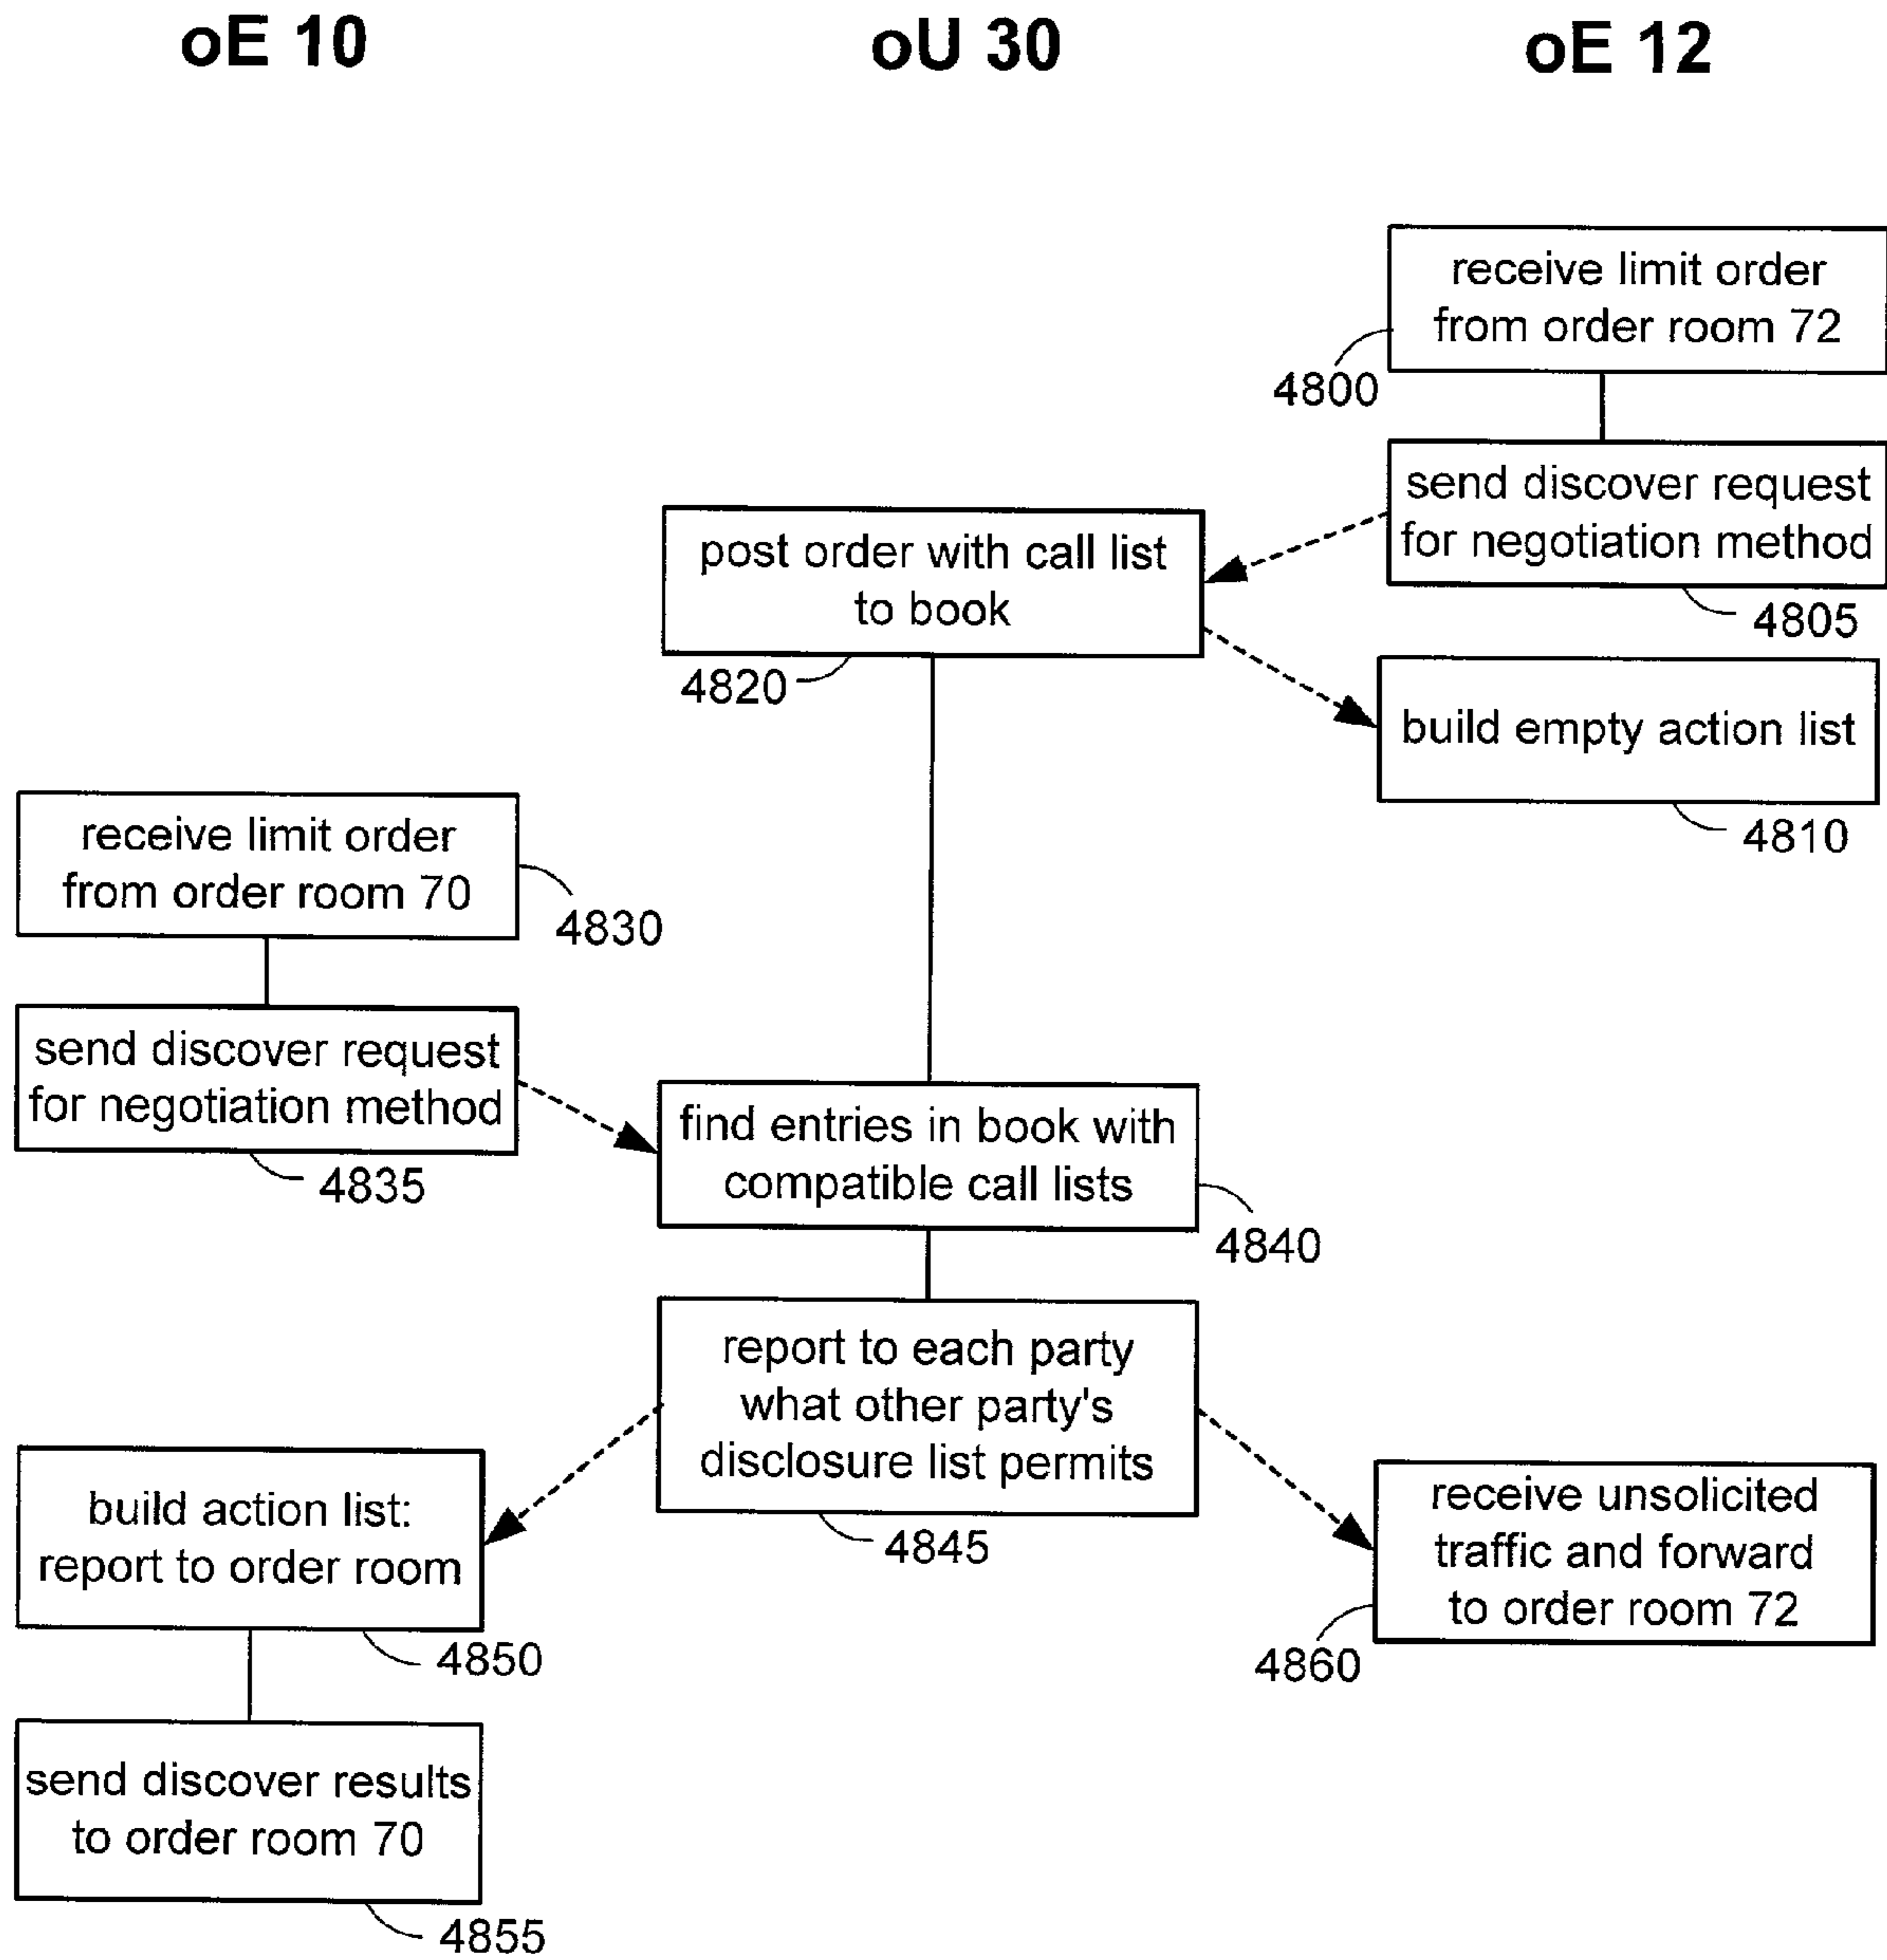 oE 10
oU 30
oE 12
receive limit order
from order room 72
4800
send discover request
for negotiation method
4805
post order with call list
to book
4820
build empty action list
4810
receive limit order
from order room 70
4830
send discover request
for negotiation method
4835
find entries in book with
compatible call lists
4840
report to each party
what other party's
disclosure list permits
4845
build action list:
report to order room
4850
receive unsolicited
traffic and forward
to order room 72
4860
send discover results
to order room 70
4855